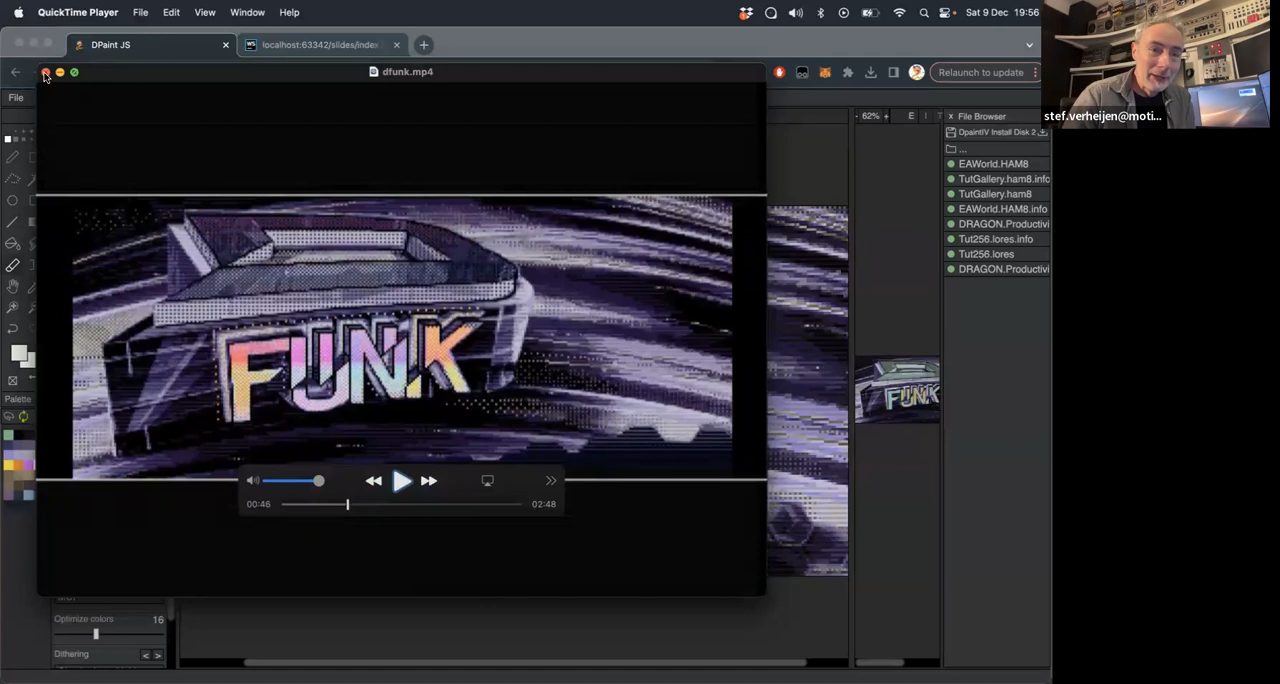 QuickTime Player File Edit View Window Help Sat 9 Dec 19:56
DPaint JS
localhost:63342/slides/index
dfunk.mp4
Relaunch to update
stef.verheijen@moti...
File
62%
E
File Browser
DpaintIV Install Disk 2
...
EAWorld.HAM8
TutGallery.ham8.info
TutGallery.ham8
EAWorld.HAM8.info
DRAGON.Productivi
Tut256.lores.info
Tut256.lores
DRAGON.Productivi
FUNK
FUNK
00:46
02:48
Palette
Optimize colors 16
Dithering